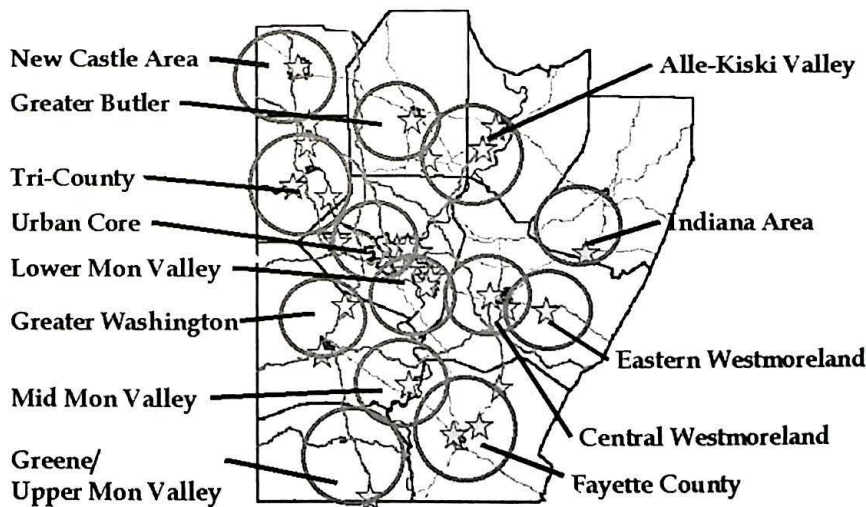 New Castle Area
Greater Butler
Tri-County
Urban Core
Lower Mon Valley
Greater Washington
Mid Mon Valley
Greene/
Upper Mon Valley
Alle-Kiski Valley
Indiana Area
Eastern Westmoreland
Central Westmoreland
Fayette County